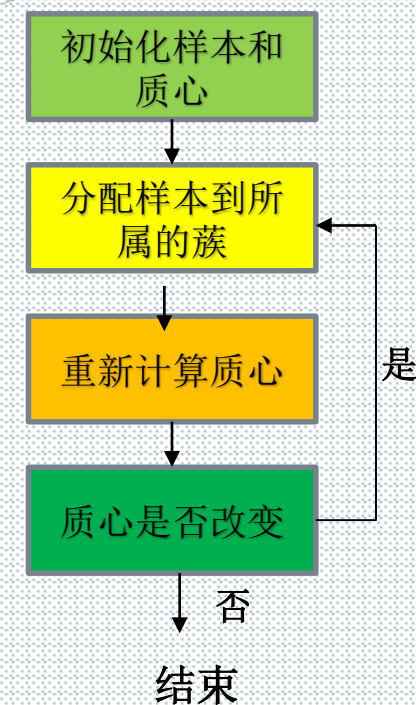 初始化样本和
质心
分配样本到所
属的蔟
重新计算质心
是
质心是否改变
否
结束